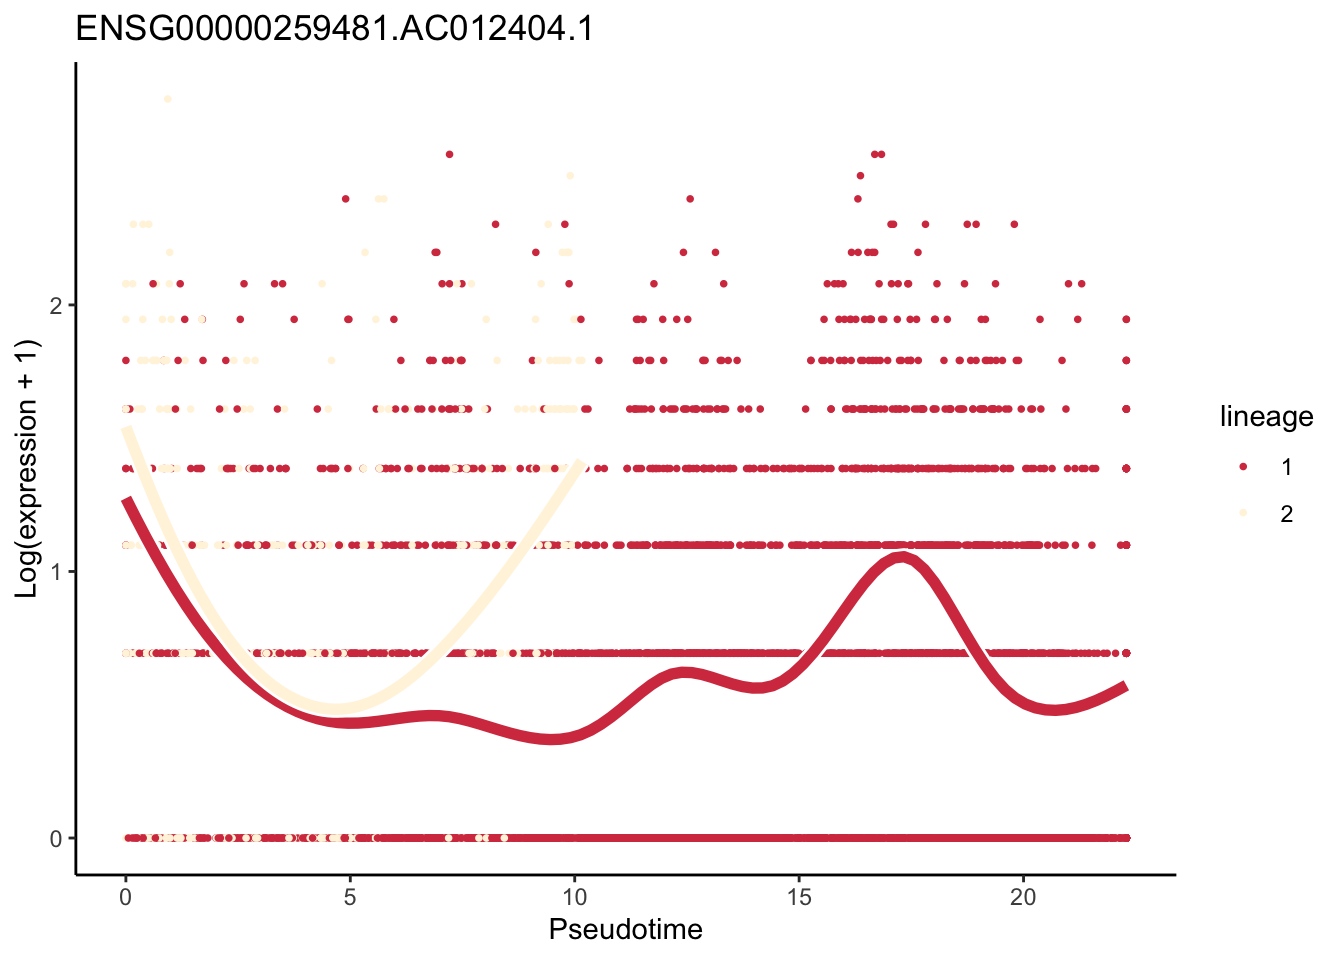 ENSG00000259481.AC012404.1
Log(expression + 1)
2
1
0
0 5 10 15 20
Pseudotime
lineage
1
2